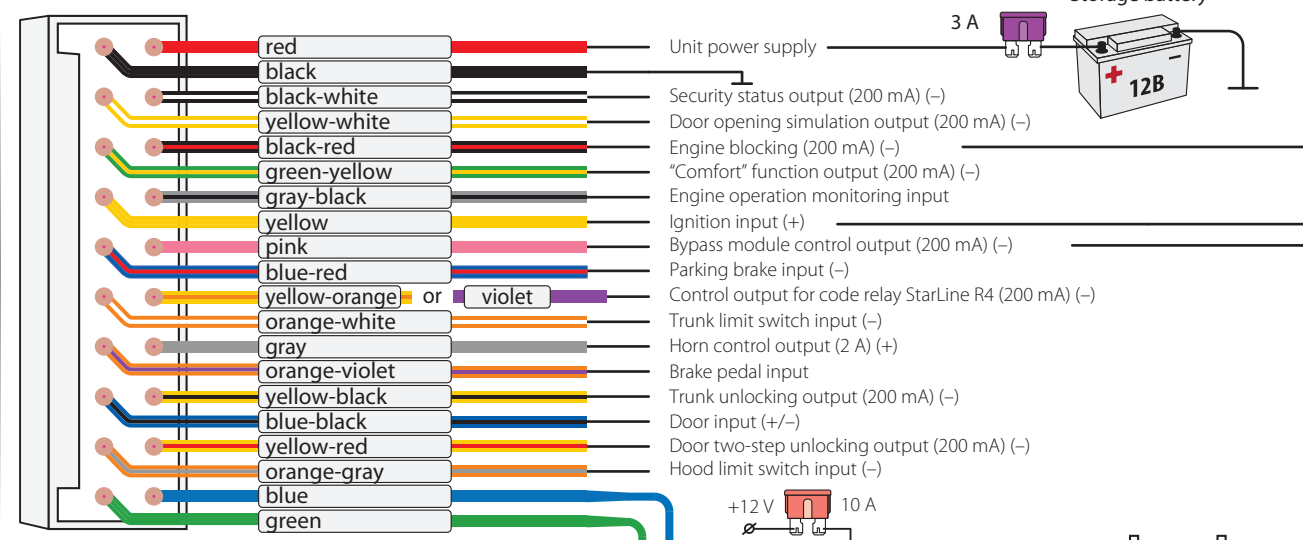 Storage battery
3 A
red Unit power supply
black
black-white Security status output (200 mA) (–)
12B
yellow-white Door opening simulation output (200 mA) (–)
black-red Engine blocking (200 mA) (–)
green-yellow “Comfort” function output (200 mA) (–)
gray-black Engine operation monitoring input
yellow Ignition input (+)
pink Bypass module control output (200 mA) (–)
blue-red Parking brake input (–)
yellow-orange or violet Control output for code relay StarLine R4 (200 mA) (–)
orange-white Trunk limit switch input (–)
gray Horn control output (2 A) (+)
orange-violet Brake pedal input
yellow-black Trunk unlocking output (200 mA) (–)
blue-black Door input (+/–)
yellow-red Door two-step unlocking output (200 mA) (–)
orange-gray Hood limit switch input (–)
blue
+12 V 10 A
green